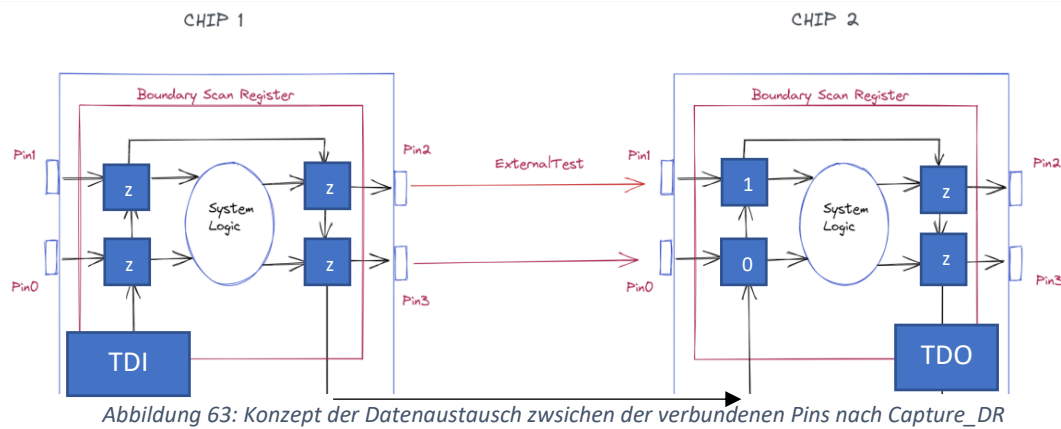 CHIP 1
CHIP 2
Boundary Scan Register
Boundary Scan Register
Pin1
Pin2
ExternalTest
Pin1
Pin2
z
z
1
z
System
Logic
System
Logic
z
z
0
z
Pin0
Pin3
Pin0
Pin3
TDI
TDO
Abbildung 63: Konzept der Datenaustausch zwsichen der verbundenen Pins nach Capture_DR